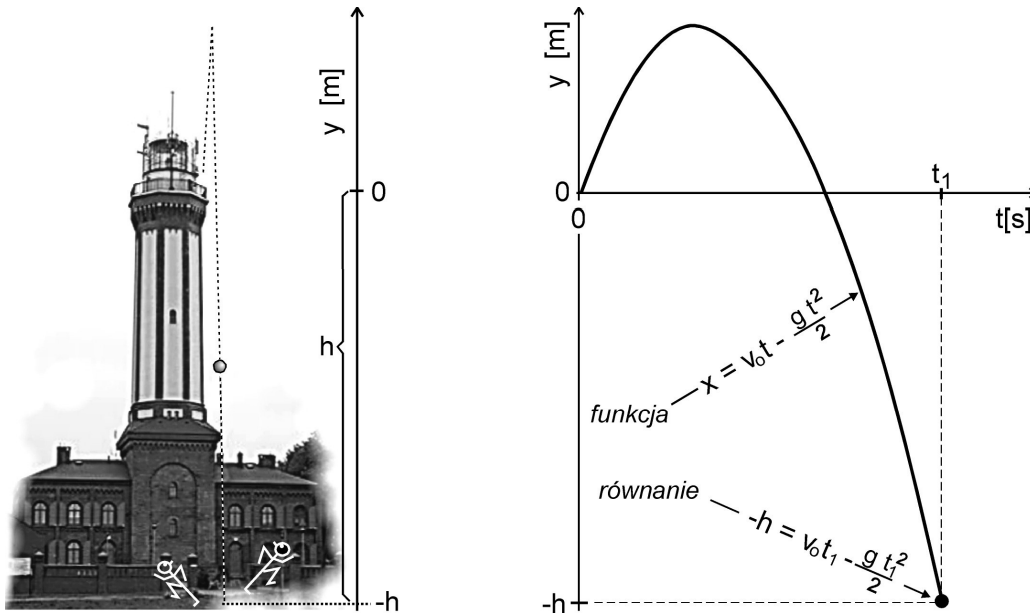 y [m]
0
h
-h
y [m]
0
0
t₁
t[s]
funkcja
x = v₀t - gt²/2
równanie
-h = v₀t₁ - gt₁²/2
-h